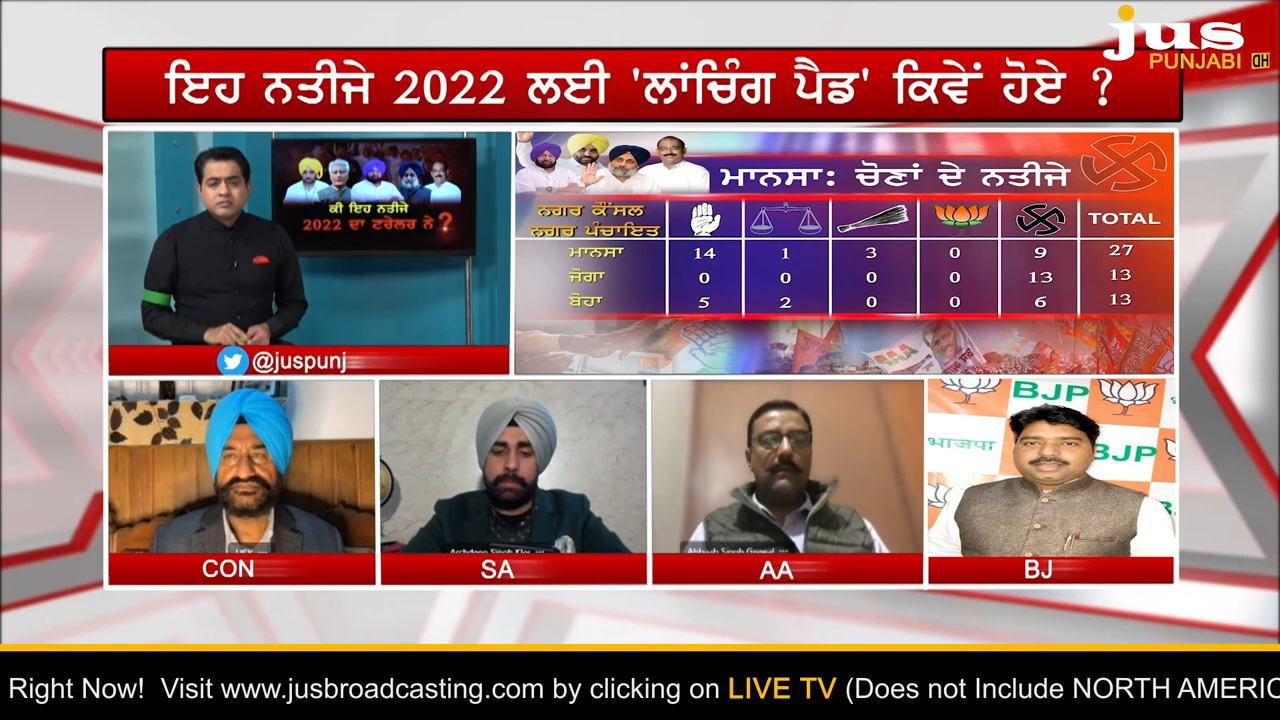 jus
PUNJABI HD
ਇਹ ਨਤੀਜੇ 2022 ਲਈ 'ਲਾਂਚਿੰਗ ਪੈਡ' ਕਿਵੇਂ ਹੋਏ ?
ਕੀ ਇਹ ਨਤੀਜੇ
2022 ਦਾ ਟਰੇਲਰ ਨੇ ?
@juspunj
ਮਾਨਸਾ: ਚੋਣਾਂ ਦੇ ਨਤੀਜੇ
ਨਗਰ ਕੌਂਸਲ
ਨਗਰ ਪੰਚਾਇਤ
TOTAL
ਮਾਨਸਾ 14 1 3 0 9 27
ਜੋਗਾ 0 0 0 0 13 13
ਬੋਹਾ 5 2 0 0 6 13
BJP
भाजपा
BJP
CON
SA
AA
BJ
Right Now! Visit www.jusbroadcasting.com by clicking on LIVE TV (Does not Include NORTH AMERIC